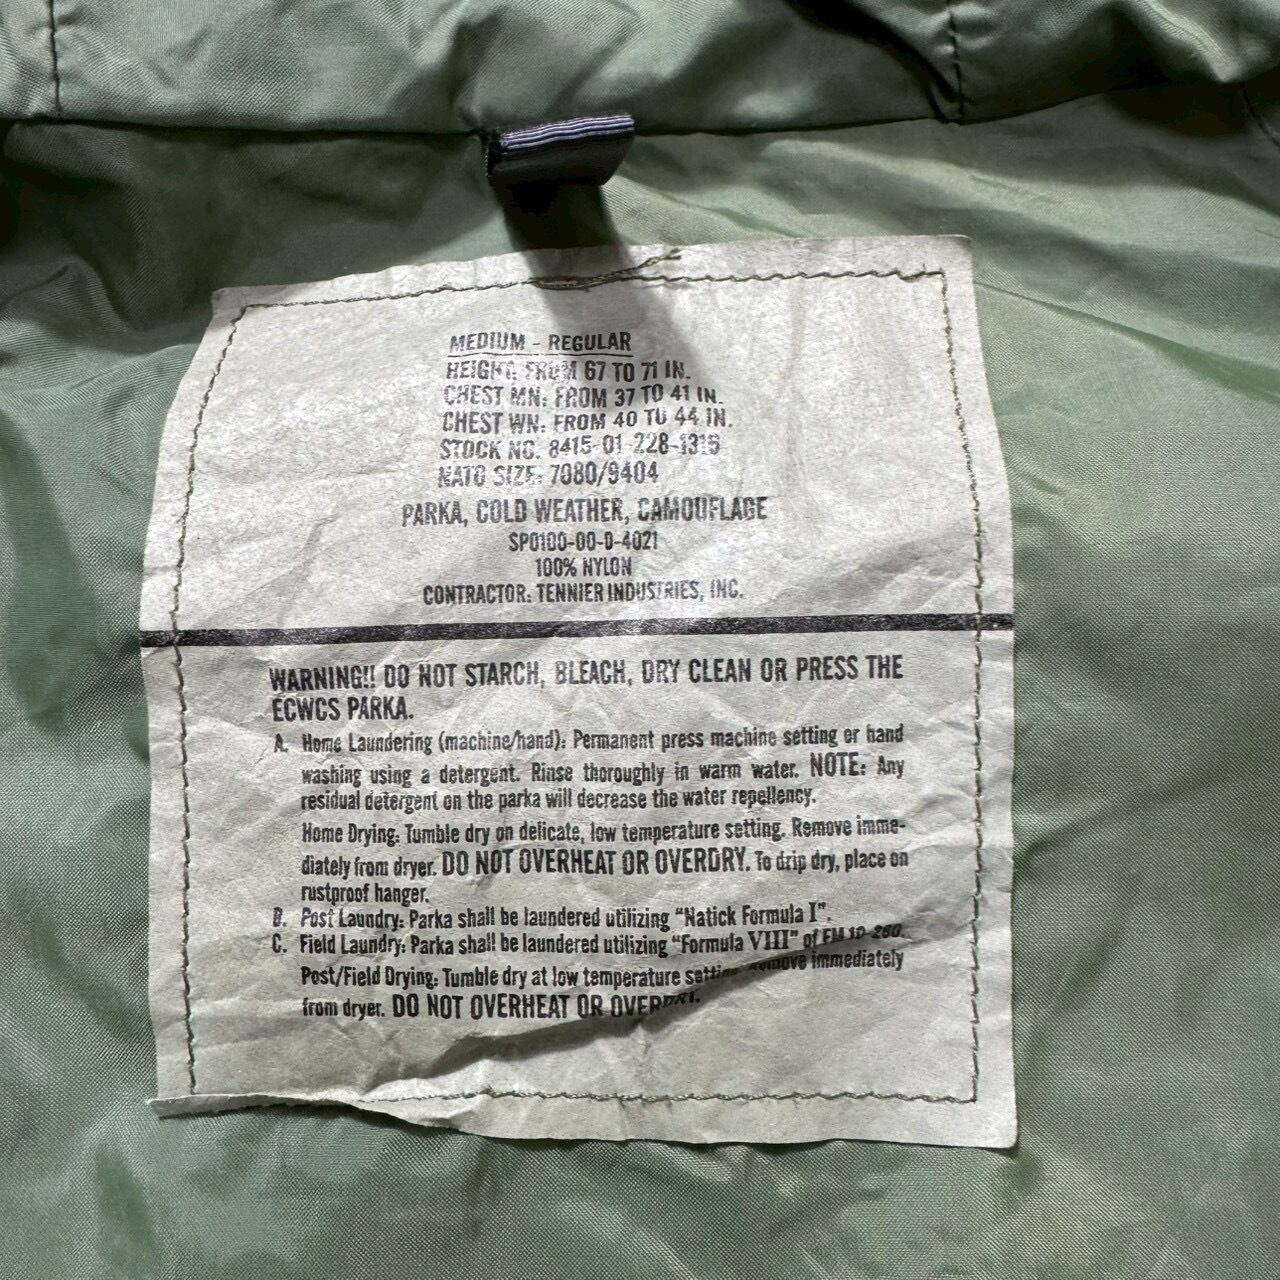 MEDIUM - REGULAR
HEIGHT: FROM 67 TO 71 IN.
CHEST MN: FROM 37 TO 41 IN.
CHEST WN: FROM 40 TO 44 IN.
STOCK NO. 8415-01-228-1315
NATO SIZE: 7080/9404
PARKA, COLD WEATHER, CAMOUFLAGE
SP0100-00-D-4021
100% NYLON
CONTRACTOR: TENNIER INDUSTRIES, INC.
WARNING!! DO NOT STARCH, BLEACH, DRY CLEAN OR PRESS THE
ECWCS PARKA.
A. Home Laundering (machine/hand): Permanent press machine setting or hand
washing using a detergent. Rinse thoroughly in warm water. NOTE: Any
residual detergent on the parka will decrease the water repellency.
Home Drying: Tumble dry on delicate, low temperature setting. Remove imme-
diately from dryer. DO NOT OVERHEAT OR OVERDRY. To drip dry, place on
rustproof hanger.
B. Post Laundry: Parka shall be laundered utilizing "Natick Formula I".
C. Field Laundry: Parka shall be laundered utilizing "Formula VIII" of FM 10-280.
Post/Field Drying: Tumble dry at low temperature setting. Remove immediately
from dryer. DO NOT OVERHEAT OR OVERDRY.